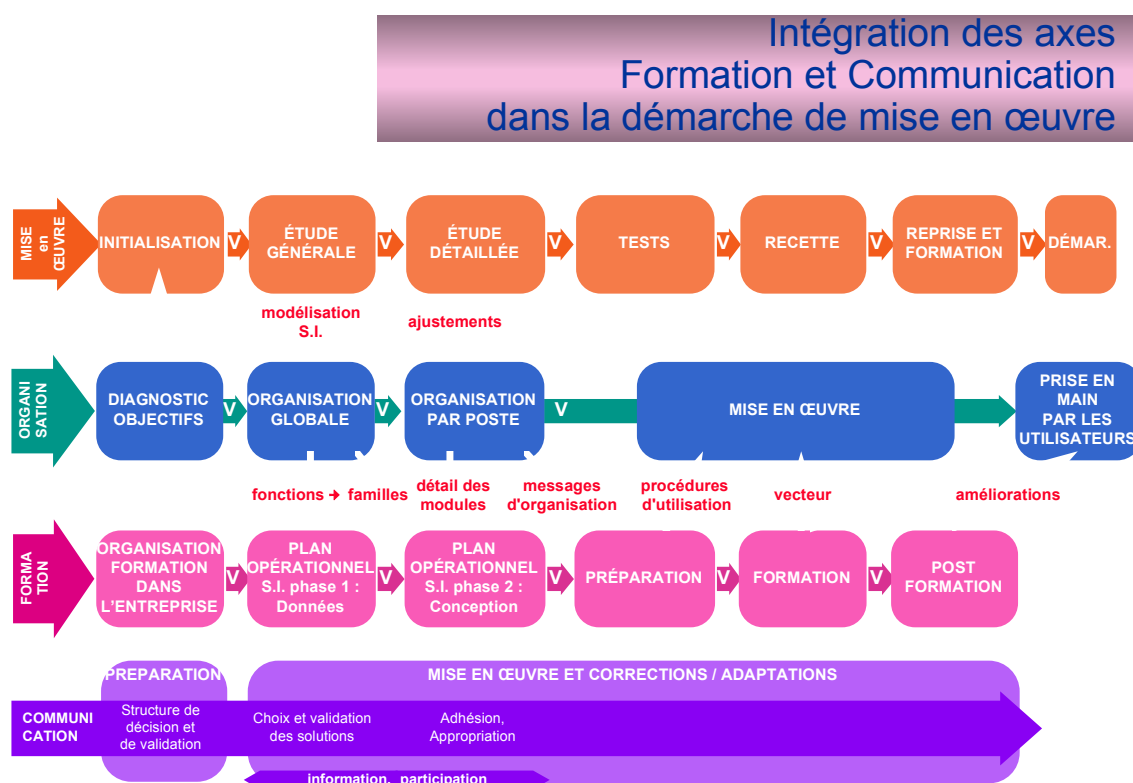 Intégration des axes
Formation et Communication
dans la démarche de mise en œuvre
MISE
en
ŒUVRE
INITIALISATION
V
ÉTUDE
GÉNÉRALE
V
ÉTUDE
DÉTAILLÉE
V
TESTS
V
RECETTE
V
REPRISE ET
FORMATION
V
DÉMAR.
modélisation
S.I.
ajustements
ORGANI
SATION
DIAGNOSTIC
OBJECTIFS
V
ORGANISATION
GLOBALE
V
ORGANISATION
PAR POSTE
V
MISE EN ŒUVRE
PRISE EN
MAIN
PAR LES
UTILISATEURS
fonctions → familles
détail des
modules
messages
d'organisation
procédures
d'utilisation
vecteur
améliorations
FORMA
TION
ORGANISATION
FORMATION
DANS
L'ENTREPRISE
V
PLAN
OPÉRATIONNEL
S.I. phase 1 :
Données
V
PLAN
OPÉRATIONNEL
S.I. phase 2 :
Conception
V
PRÉPARATION
V
FORMATION
V
POST
FORMATION
PREPARATION
MISE EN ŒUVRE ET CORRECTIONS / ADAPTATIONS
COMMUNI
CATION
Structure de
décision et
de validation
Choix et validation
des solutions
Adhésion,
Appropriation
information, participation